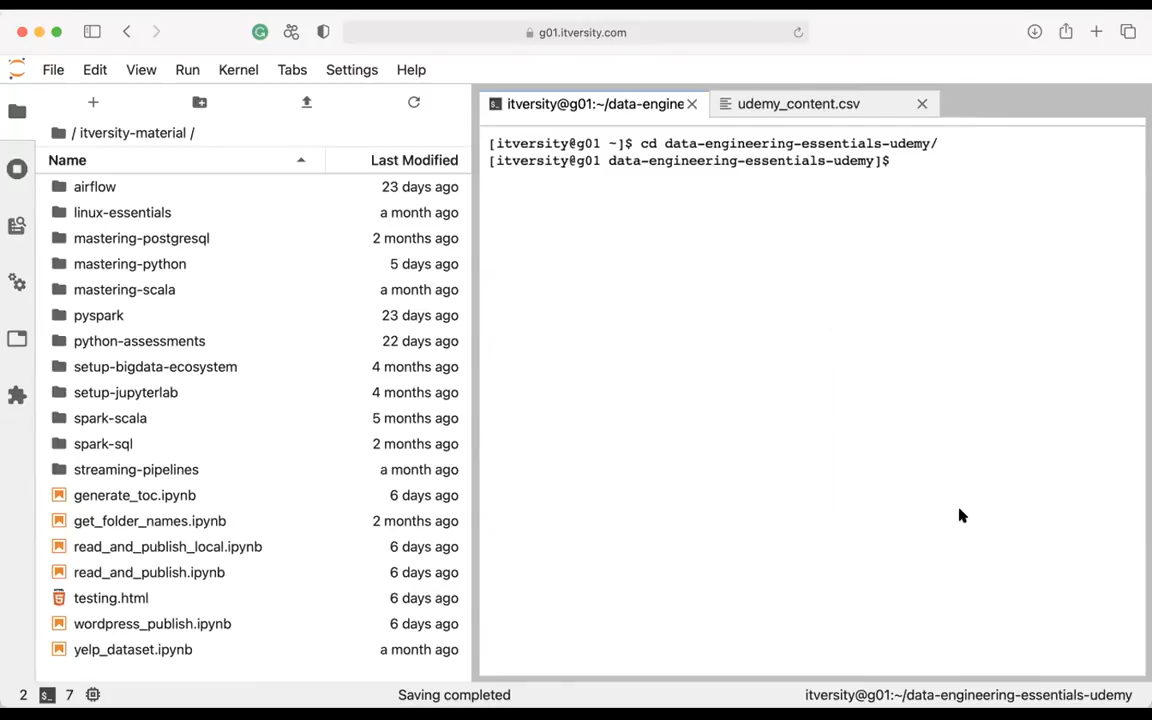 g01.itversity.com
File Edit View Run Kernel Tabs Settings Help
/ itversity-material /
Name Last Modified
airflow 23 days ago
linux-essentials a month ago
mastering-postgresql 2 months ago
mastering-python 5 days ago
mastering-scala a month ago
pyspark 23 days ago
python-assessments 22 days ago
setup-bigdata-ecosystem 4 months ago
setup-jupyterlab 4 months ago
spark-scala 5 months ago
spark-sql 2 months ago
streaming-pipelines a month ago
generate_toc.ipynb 6 days ago
get_folder_names.ipynb 2 months ago
read_and_publish_local.ipynb 6 days ago
read_and_publish.ipynb 6 days ago
testing.html 6 days ago
wordpress_publish.ipynb 6 days ago
yelp_dataset.ipynb a month ago
itversity@g01:~/data-engine udemy_content.csv
[itversity@g01 ~]$ cd data-engineering-essentials-udemy/
[itversity@g01 data-engineering-essentials-udemy]$
2 $_ 7 Saving completed itversity@g01:~/data-engineering-essentials-udemy